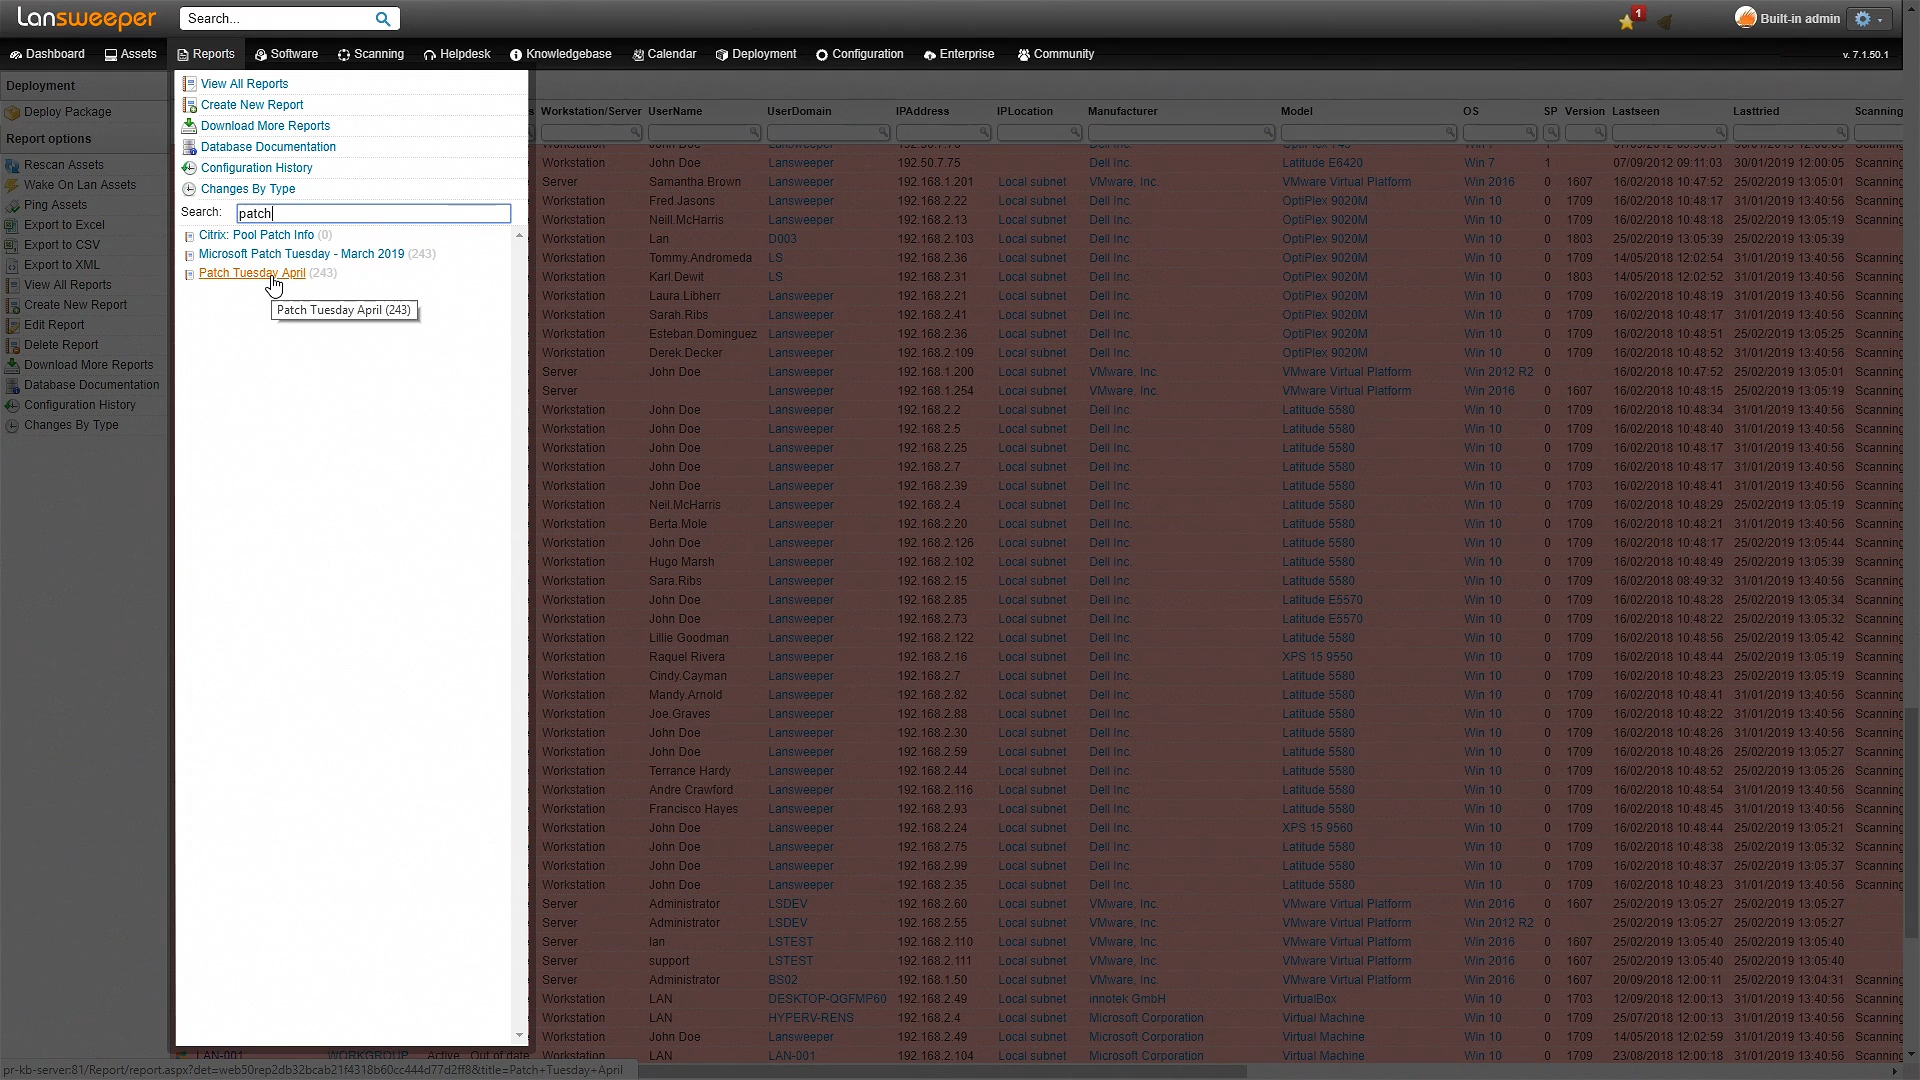 Lansweeper
Search...
1
Built-in admin
Dashboard Assets Reports Software Scanning Helpdesk Knowledgebase Calendar Deployment Configuration Enterprise Community
v. 7.1.50.1
Deployment
Deploy Package
Report options
Rescan Assets
Wake On Lan Assets
Ping Assets
Export to Excel
Export to CSV
Export to XML
View All Reports
Create New Report
Edit Report
Delete Report
Download More Reports
Database Documentation
Configuration History
Changes By Type
View All Reports
Create New Report
Download More Reports
Database Documentation
Configuration History
Changes By Type
Search: patch
Citrix: Pool Patch Info (0)
Microsoft Patch Tuesday - March 2019 (243)
Patch Tuesday April (243)
Patch Tuesday April (243)
Workstation/Server UserName UserDomain IPAddress IPLocation Manufacturer Model OS SP Version Lastseen Lasttried Scanning
Workstation John Doe Lansweeper 192.50.7.75 Dell Inc. Latitude E6420 Win 7 1 07/09/2012 09:11:03 30/01/2019 12:00:05 Scanning
Server Samantha Brown Lansweeper 192.168.1.201 Local subnet VMware, Inc. VMware Virtual Platform Win 2016 0 1607 16/02/2018 10:47:52 25/02/2019 13:05:01 Scanning
Workstation Fred.Jasons Lansweeper 192.168.2.22 Local subnet Dell Inc. OptiPlex 9020M Win 10 0 1709 16/02/2018 10:48:17 31/01/2019 13:40:56 Scanning
Workstation Neill.McHarris Lansweeper 192.168.2.13 Local subnet Dell Inc. OptiPlex 9020M Win 10 0 1709 16/02/2018 10:48:18 25/02/2019 13:05:19 Scanning
Workstation Lan D003 192.168.2.103 Local subnet Dell Inc. OptiPlex 9020M Win 10 0 1803 25/02/2019 13:05:39 25/02/2019 13:05:39 Scanning
Workstation Tommy.Andromeda LS 192.168.2.36 Local subnet Dell Inc. OptiPlex 9020M Win 10 0 1709 14/05/2018 12:02:54 31/01/2019 13:40:56 Scanning
Workstation Karl.Dewit LS 192.168.2.31 Local subnet Dell Inc. OptiPlex 9020M Win 10 0 1803 14/05/2018 12:02:52 31/01/2019 13:40:56 Scanning
Workstation Laura.Libherr Lansweeper 192.168.2.21 Local subnet Dell Inc. OptiPlex 9020M Win 10 0 1709 16/02/2018 10:48:19 31/01/2019 13:40:56 Scanning
Workstation Sarah.Ribs Lansweeper 192.168.2.41 Local subnet Dell Inc. OptiPlex 9020M Win 10 0 1709 16/02/2018 10:48:17 31/01/2019 13:40:56 Scanning
Workstation Esteban.Dominguez Lansweeper 192.168.2.36 Local subnet Dell Inc. OptiPlex 9020M Win 10 0 1709 16/02/2018 10:48:51 25/02/2019 13:05:25 Scanning
Workstation Derek.Decker Lansweeper 192.168.2.109 Local subnet Dell Inc. OptiPlex 9020M Win 10 0 1709 16/02/2018 10:48:52 31/01/2019 13:40:56 Scanning
Server John Doe Lansweeper 192.168.1.200 Local subnet VMware, Inc. VMware Virtual Platform Win 2012 R2 0 16/02/2018 10:47:52 25/02/2019 13:05:01 Scanning
Server Lansweeper 192.168.1.254 Local subnet VMware, Inc. VMware Virtual Platform Win 2016 0 1607 16/02/2018 10:48:15 25/02/2019 13:05:19 Scanning
Workstation John Doe Lansweeper 192.168.2.2 Local subnet Dell Inc. Latitude 5580 Win 10 0 1709 16/02/2018 10:48:34 31/01/2019 13:40:56 Scanning
Workstation John Doe Lansweeper 192.168.2.5 Local subnet Dell Inc. Latitude 5580 Win 10 0 1709 16/02/2018 10:48:40 31/01/2019 13:40:56 Scanning
Workstation John Doe Lansweeper 192.168.2.25 Local subnet Dell Inc. Latitude 5580 Win 10 0 1709 16/02/2018 10:48:17 31/01/2019 13:40:56 Scanning
Workstation John Doe Lansweeper 192.168.2.7 Local subnet Dell Inc. Latitude 5580 Win 10 0 1709 16/02/2018 10:48:17 31/01/2019 13:40:56 Scanning
Workstation John Doe Lansweeper 192.168.2.39 Local subnet Dell Inc. Latitude 5580 Win 10 0 1703 16/02/2018 10:48:41 31/01/2019 13:40:56 Scanning
Workstation Neil.McHarris Lansweeper 192.168.2.4 Local subnet Dell Inc. Latitude 5580 Win 10 0 1709 16/02/2018 10:48:29 25/02/2019 13:05:19 Scanning
Workstation Berta.Mole Lansweeper 192.168.2.20 Local subnet Dell Inc. Latitude 5580 Win 10 0 1709 16/02/2018 10:48:21 31/01/2019 13:40:56 Scanning
Workstation John Doe Lansweeper 192.168.2.126 Local subnet Dell Inc. Latitude 5580 Win 10 0 1709 16/02/2018 10:48:17 25/02/2019 13:05:44 Scanning
Workstation Hugo Marsh Lansweeper 192.168.2.102 Local subnet Dell Inc. Latitude 5580 Win 10 0 1709 16/02/2018 10:48:49 25/02/2019 13:05:39 Scanning
Workstation Sara.Ribs Lansweeper 192.168.2.15 Local subnet Dell Inc. Latitude 5580 Win 10 0 1709 16/02/2018 08:49:32 31/01/2019 13:40:56 Scanning
Workstation John Doe Lansweeper 192.168.2.85 Local subnet Dell Inc. Latitude E5570 Win 10 0 1709 16/02/2018 10:48:28 25/02/2019 13:05:34 Scanning
Workstation John Doe Lansweeper 192.168.2.73 Local subnet Dell Inc. Latitude E5570 Win 10 0 1709 16/02/2018 10:48:22 25/02/2019 13:05:32 Scanning
Workstation Lillie Goodman Lansweeper 192.168.2.122 Local subnet Dell Inc. Latitude 5580 Win 10 0 1709 16/02/2018 10:48:56 25/02/2019 13:05:42 Scanning
Workstation Raquel Rivera Lansweeper 192.168.2.16 Local subnet Dell Inc. XPS 15 9550 Win 10 0 1709 16/02/2018 10:48:44 25/02/2019 13:05:19 Scanning
Workstation Cindy.Cayman Lansweeper 192.168.2.7 Local subnet Dell Inc. Latitude 5580 Win 10 0 1709 16/02/2018 10:48:23 25/02/2019 13:05:19 Scanning
Workstation Mandy.Arnold Lansweeper 192.168.2.82 Local subnet Dell Inc. Latitude 5580 Win 10 0 1709 16/02/2018 10:48:41 31/01/2019 13:40:56 Scanning
Workstation Joe.Graves Lansweeper 192.168.2.88 Local subnet Dell Inc. Latitude 5580 Win 10 0 1709 16/02/2018 10:48:22 31/01/2019 13:40:56 Scanning
Workstation John Doe Lansweeper 192.168.2.30 Local subnet Dell Inc. Latitude 5580 Win 10 0 1709 16/02/2018 10:48:26 31/01/2019 13:40:56 Scanning
Workstation John Doe Lansweeper 192.168.2.59 Local subnet Dell Inc. Latitude 5580 Win 10 0 1709 16/02/2018 10:48:26 25/02/2019 13:05:27 Scanning
Workstation Terrance Hardy Lansweeper 192.168.2.44 Local subnet Dell Inc. Latitude 5580 Win 10 0 1709 16/02/2018 10:48:52 25/02/2019 13:05:26 Scanning
Workstation Andre Crawford Lansweeper 192.168.2.116 Local subnet Dell Inc. Latitude 5580 Win 10 0 1709 16/02/2018 10:48:54 31/01/2019 13:40:56 Scanning
Workstation Francisco Hayes Lansweeper 192.168.2.93 Local subnet Dell Inc. Latitude 5580 Win 10 0 1709 16/02/2018 10:48:45 31/01/2019 13:40:56 Scanning
Workstation John Doe Lansweeper 192.168.2.24 Local subnet Dell Inc. XPS 15 9560 Win 10 0 1709 16/02/2018 10:48:44 25/02/2019 13:05:21 Scanning
Workstation John Doe Lansweeper 192.168.2.75 Local subnet Dell Inc. Latitude 5580 Win 10 0 1709 16/02/2018 10:48:38 25/02/2019 13:05:32 Scanning
Workstation John Doe Lansweeper 192.168.2.99 Local subnet Dell Inc. Latitude 5580 Win 10 0 1709 16/02/2018 10:48:37 25/02/2019 13:05:37 Scanning
Workstation John Doe Lansweeper 192.168.2.35 Local subnet Dell Inc. Latitude 5580 Win 10 0 1709 16/02/2018 10:48:23 31/01/2019 13:40:56 Scanning
Server Administrator LSDEV 192.168.2.60 Local subnet VMware, Inc. VMware Virtual Platform Win 2016 0 1607 25/02/2019 13:05:27 25/02/2019 13:05:27
Server Administrator LSDEV 192.168.2.55 Local subnet VMware, Inc. VMware Virtual Platform Win 2012 R2 0 25/02/2019 13:05:27 25/02/2019 13:05:27
Server lan LSTEST 192.168.2.110 Local subnet VMware, Inc. VMware Virtual Platform Win 2016 0 1607 25/02/2019 13:05:40 25/02/2019 13:05:40
Server support LSTEST 192.168.2.111 Local subnet VMware, Inc. VMware Virtual Platform Win 2016 0 1607 25/02/2019 13:05:40 25/02/2019 13:05:40
Server Administrator BS02 192.168.1.50 Local subnet VMware, Inc. VMware Virtual Platform Win 2016 0 1607 20/09/2018 12:00:11 25/02/2019 13:04:31 Scanning
Workstation LAN DESKTOP-QGFMP60 192.168.2.49 Local subnet innotek GmbH VirtualBox Win 10 0 1703 12/09/2018 12:00:13 31/01/2019 13:40:56 Scanning
Workstation LAN HYPERV-RENS 192.168.2.4 Local subnet Microsoft Corporation Virtual Machine Win 10 0 1709 25/07/2018 12:00:13 31/01/2019 13:40:56 Scanning
Workstation John Doe Lansweeper 192.168.2.49 Local subnet Microsoft Corporation Virtual Machine Win 10 0 1709 14/05/2018 12:02:59 31/01/2019 13:40:56 Scanning
LAN-001 WORKGROUP Active Out of date Workstation LAN LAN-001 192.168.2.104 Local subnet Microsoft Corporation Virtual Machine Win 10 0 1709 23/08/2018 12:00:18 31/01/2019 13:40:56 Scanning
pr-kb-server:81/Report/report.aspx?det=web50rep2db32bcab21f4318b60cc444d77d2ff8&title=Patch+Tuesday+April